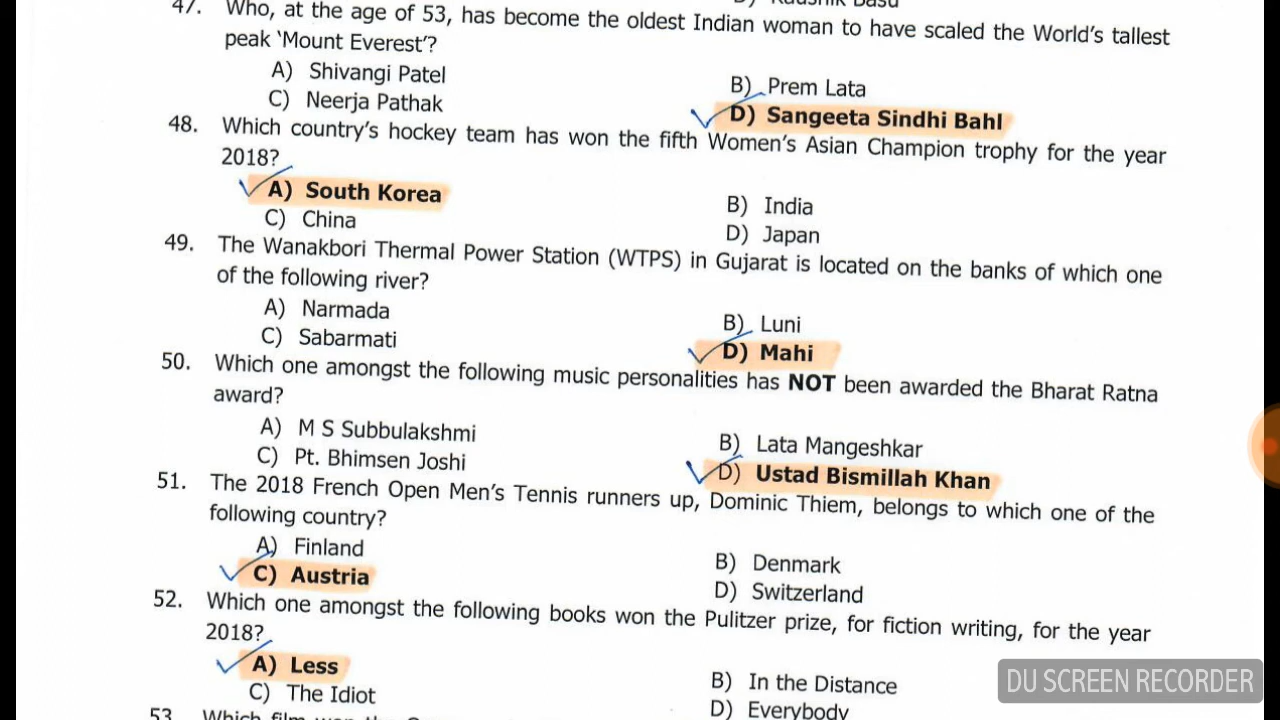 D) Kaushik Basu
47. Who, at the age of 53, has become the oldest Indian woman to have scaled the World's tallest
peak 'Mount Everest'?
A) Shivangi Patel
B) Prem Lata
C) Neerja Pathak
D) Sangeeta Sindhi Bahl
48. Which country's hockey team has won the fifth Women's Asian Champion trophy for the year
2018?
A) South Korea
B) India
C) China
D) Japan
49. The Wanakbori Thermal Power Station (WTPS) in Gujarat is located on the banks of which one
of the following river?
A) Narmada
B) Luni
C) Sabarmati
D) Mahi
50. Which one amongst the following music personalities has NOT been awarded the Bharat Ratna
award?
A) M S Subbulakshmi
B) Lata Mangeshkar
C) Pt. Bhimsen Joshi
D) Ustad Bismillah Khan
51. The 2018 French Open Men's Tennis runners up, Dominic Thiem, belongs to which one of the
following country?
A) Finland
B) Denmark
C) Austria
D) Switzerland
52. Which one amongst the following books won the Pulitzer prize, for fiction writing, for the year
2018?
A) Less
B) In the Distance
C) The Idiot
D) Everybody
53. Which film won the
DU SCREEN RECORDER